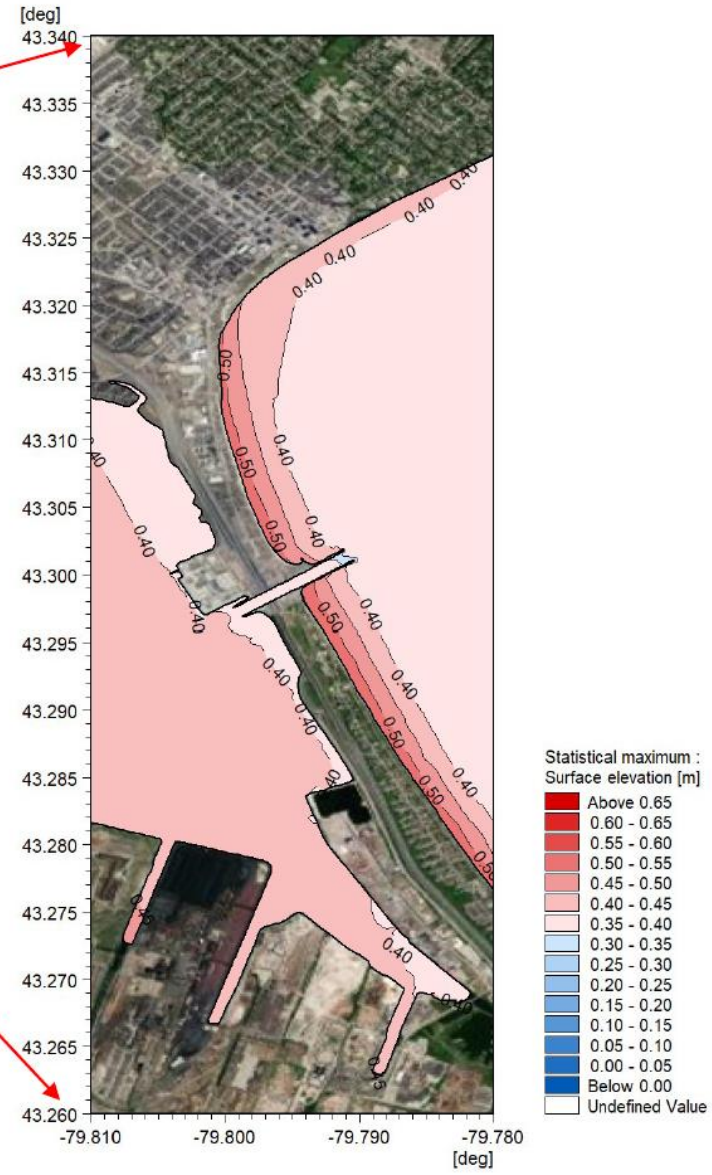 [deg]
43.340
43.335
43.330
43.325
43.320
43.315
43.310
43.305
43.300
43.295
43.290
43.285
43.280
43.275
43.270
43.265
43.260
-79.810
-79.800
-79.790
-79.780
[deg]
0.40
0.40
0.40
0.40
0.50
0.40
0.50
0.40
0.50
0.40
0.40
0.40
0.50
0.40
0.40
0.40
0.40
0.50
0.40
0.50
0.40
0.50
0.40
0.40
0.45
Statistical maximum :
Surface elevation [m]
Above 0.65
0.60 - 0.65
0.55 - 0.60
0.50 - 0.55
0.45 - 0.50
0.40 - 0.45
0.35 - 0.40
0.30 - 0.35
0.25 - 0.30
0.20 - 0.25
0.15 - 0.20
0.10 - 0.15
0.05 - 0.10
0.00 - 0.05
Below 0.00
Undefined Value